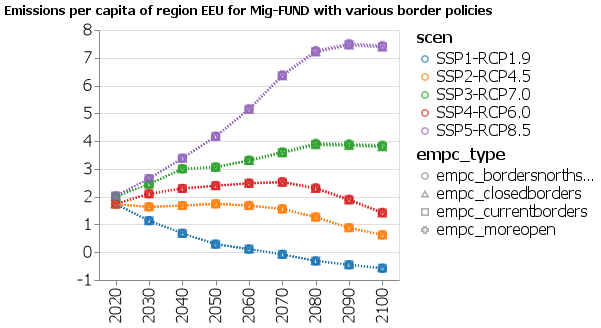 Emissions per capita of region EEU for Mig-FUND with various border policies
8
7
6
5
4
3
2
1
0
-1
2020
2030
2040
2050
2060
2070
2080
2090
2100
scen
SSP1-RCP1.9
SSP2-RCP4.5
SSP3-RCP7.0
SSP4-RCP6.0
SSP5-RCP8.5
empc_type
empc_bordersnorths...
empc_closedborders
empc_currentborders
empc_moreopen